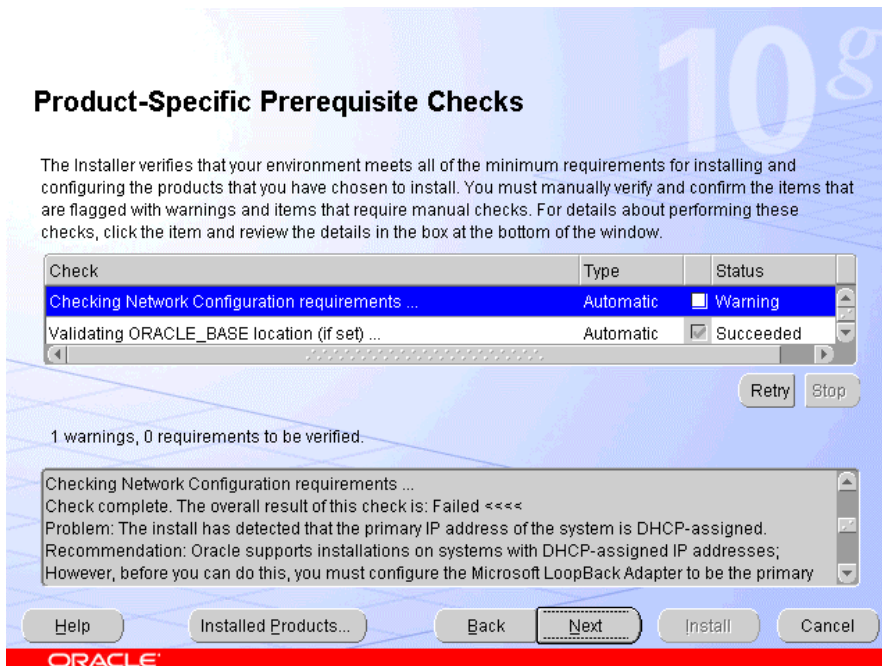 10g
Product-Specific Prerequisite Checks
The Installer verifies that your environment meets all of the minimum requirements for installing and
configuring the products that you have chosen to install. You must manually verify and confirm the items that
are flagged with warnings and items that require manual checks. For details about performing these
checks, click the item and review the details in the box at the bottom of the window.
Check Type Status
Checking Network Configuration requirements ... Automatic Warning
Validating ORACLE_BASE location (if set) ... Automatic Succeeded
Retry Stop
1 warnings, 0 requirements to be verified.
Checking Network Configuration requirements ...
Check complete. The overall result of this check is: Failed <<<<
Problem: The install has detected that the primary IP address of the system is DHCP-assigned.
Recommendation: Oracle supports installations on systems with DHCP-assigned IP addresses;
However, before you can do this, you must configure the Microsoft LoopBack Adapter to be the primary
Help Installed Products... Back Next Install Cancel
ORACLE